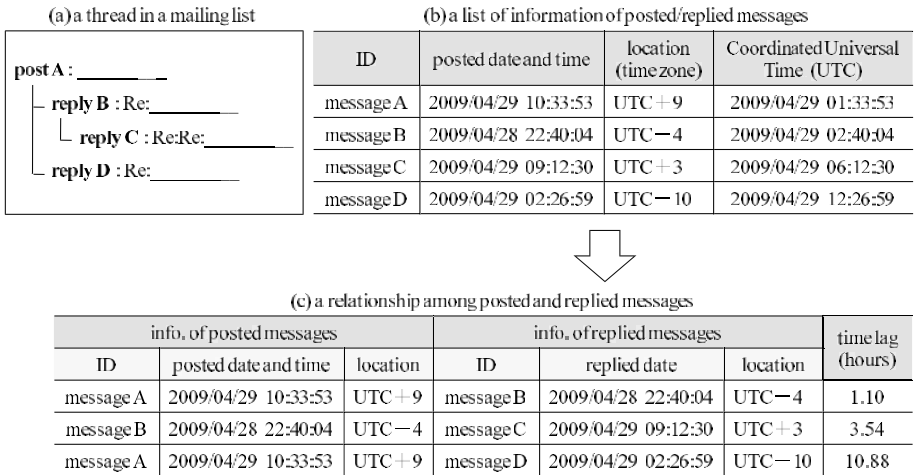 (a) a thread in a mailing list
post A :
reply B : Re:
reply C : Re:Re:
reply D : Re:
(b) a list of information of posted/replied messages
ID posted date and time location (time zone) Coordinated Universal Time (UTC)
message A 2009/04/29 10:33:53 UTC＋9 2009/04/29 01:33:53
message B 2009/04/28 22:40:04 UTC－4 2009/04/29 02:40:04
message C 2009/04/29 09:12:30 UTC＋3 2009/04/29 06:12:30
message D 2009/04/29 02:26:59 UTC－10 2009/04/29 12:26:59
(c) a relationship among posted and replied messages
info. of posted messages info. of replied messages time lag (hours)
ID posted date and time location ID replied date location
message A 2009/04/29 10:33:53 UTC＋9 message B 2009/04/28 22:40:04 UTC－4 1.10
message B 2009/04/28 22:40:04 UTC－4 message C 2009/04/29 09:12:30 UTC＋3 3.54
message A 2009/04/29 10:33:53 UTC＋9 message D 2009/04/29 02:26:59 UTC－10 10.88